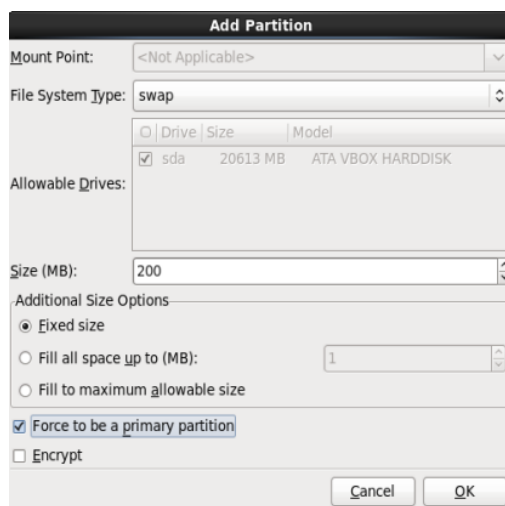 Add Partition
Mount Point: <Not Applicable>
File System Type: swap
O Drive Size Model
sda 20613 MB ATA VBOX HARDDISK
Allowable Drives:
Size (MB): 200
Additional Size Options
Fixed size
Fill all space up to (MB): 1
Fill to maximum allowable size
Force to be a primary partition
Encrypt
Cancel OK